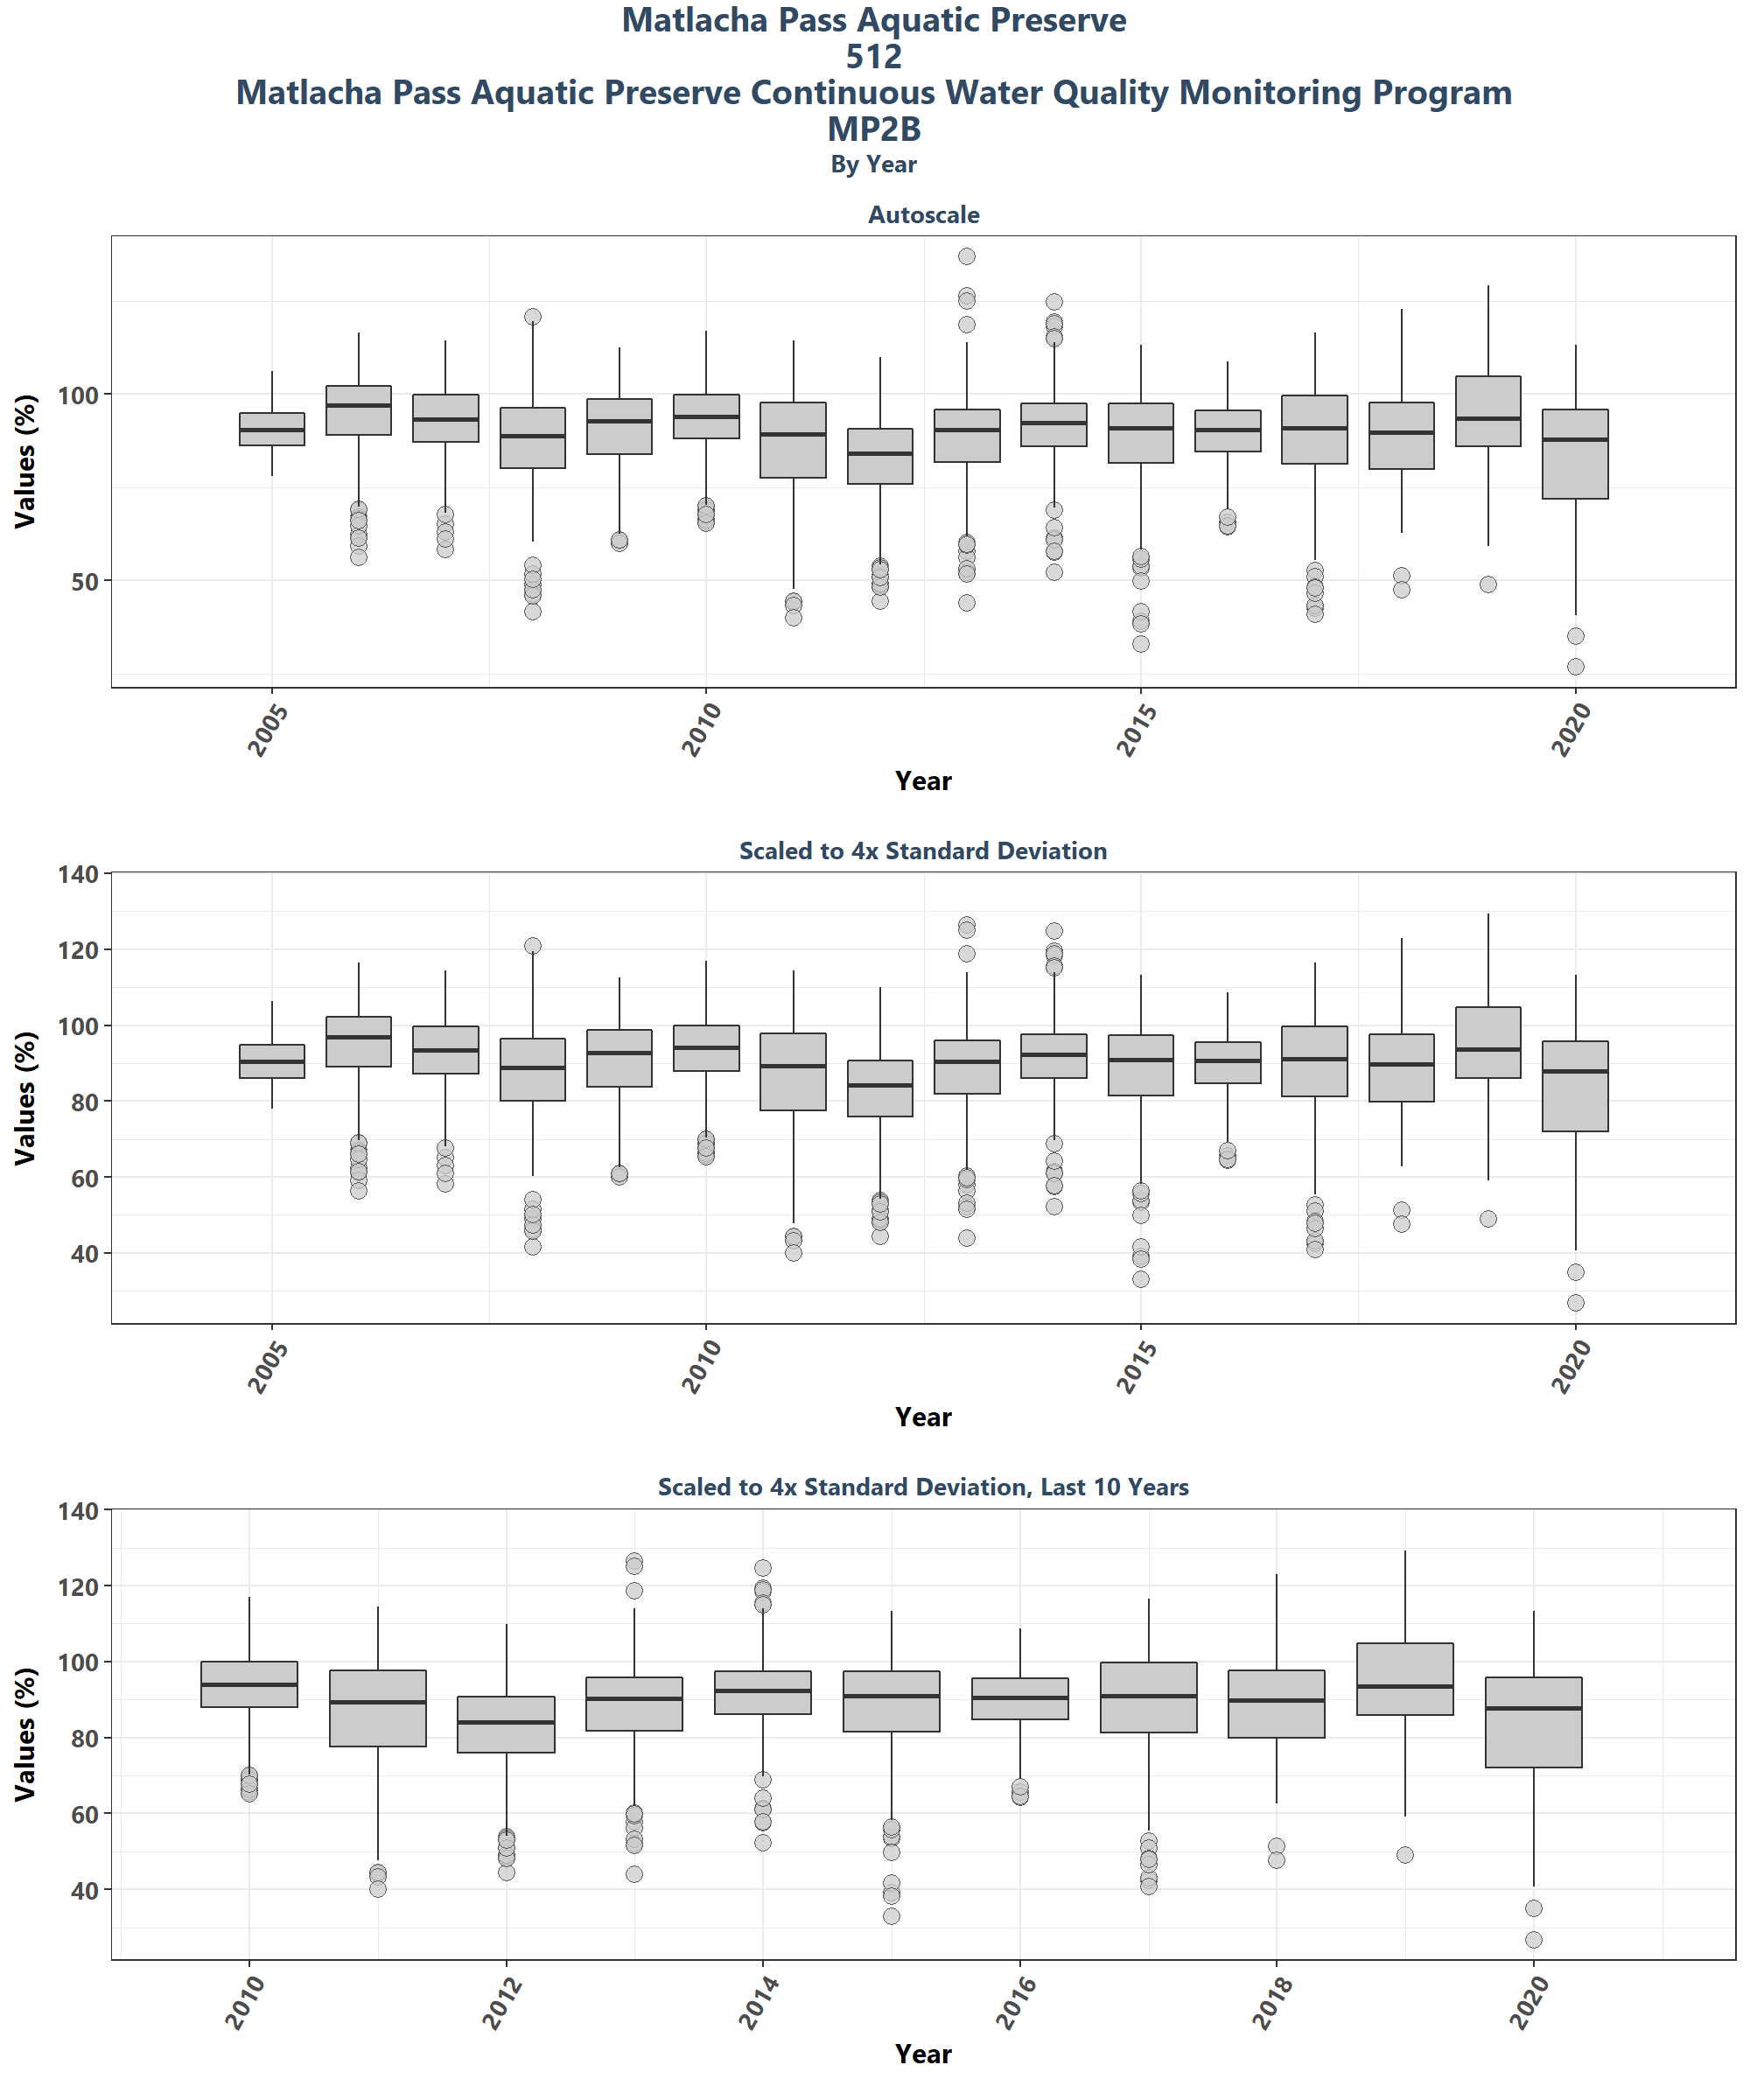 Matlacha Pass Aquatic Preserve
512
Matlacha Pass Aquatic Preserve Continuous Water Quality Monitoring Program
MP2B
By Year
Autoscale
Values (%)
100
50
2005
2010
2015
2020
Year
Scaled to 4x Standard Deviation
Values (%)
140
120
100
80
60
40
2005
2010
2015
2020
Year
Scaled to 4x Standard Deviation, Last 10 Years
Values (%)
140
120
100
80
60
40
2010
2012
2014
2016
2018
2020
Year